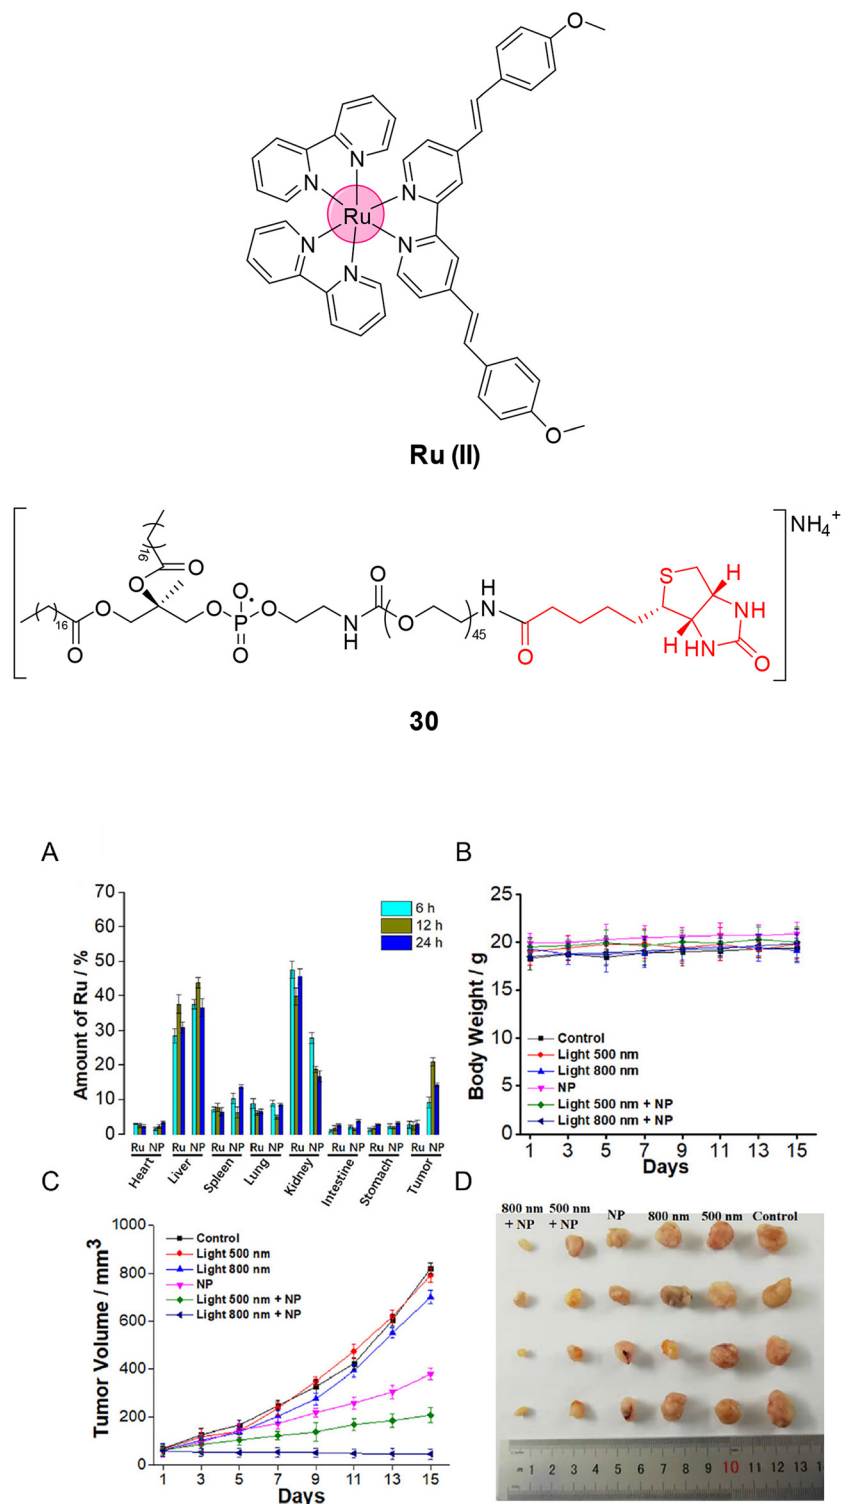 O
N
N
N
N
Ru
N
N
O
Ru (II)
NH4+
16
O
O
O
16
O
O
O
O•
P
O
O
N
H
O
O
45
H
N
O
S
H
NH
H
HN
O
30
A
70
60
50
40
30
20
10
0
Amount of Ru / %
6 h
12 h
24 h
Ru NP Ru NP Ru NP Ru NP Ru NP Ru NP Ru NP Ru NP
Heart Liver Spleen Lung Kidney Intestine Stomach Tumor
B
25
20
15
10
5
0
Body Weight / g
Control
Light 500 nm
Light 800 nm
NP
Light 500 nm + NP
Light 800 nm + NP
1 3 5 7 9 11 13 15
Days
C
1000
800
600
400
200
0
Tumor Volume / mm3
Control
Light 500 nm
Light 800 nm
NP
Light 500 nm + NP
Light 800 nm + NP
1 3 5 7 9 11 13 15
Days
D
800 nm + NP
500 nm + NP
NP
800 nm
500 nm
Control
1 2 3 4 5 6 7 8 9 10 11 12 13